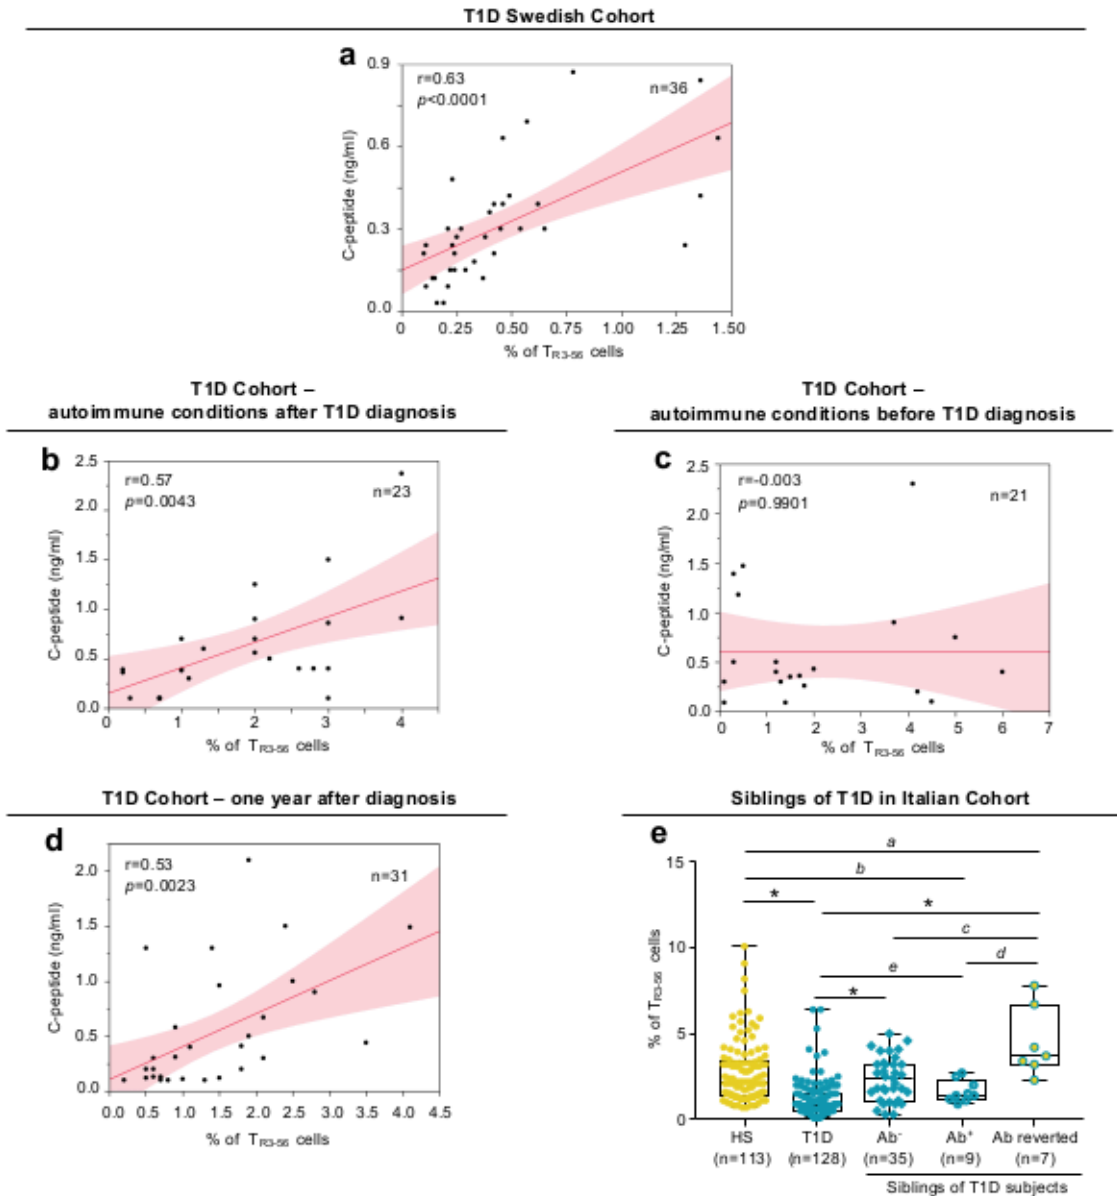 T1D Swedish Cohort
a
r=0.63
p<0.0001
n=36
0.9
0.6
0.3
0.0
C-peptide (ng/ml)
0 0.25 0.50 0.75 1.00 1.25 1.50
% of TR3-56 cells
T1D Cohort –
autoimmune conditions after T1D diagnosis
b
r=0.57
p=0.0043
n=23
2.5
2.0
1.5
1.0
0.5
0.0
C-peptide (ng/ml)
0 1 2 3 4
% of TR3-56 cells
T1D Cohort –
autoimmune conditions before T1D diagnosis
c
r=-0.003
p=0.9901
n=21
2.5
2.0
1.5
1.0
0.5
0.0
C-peptide (ng/ml)
0 1 2 3 4 5 6 7
% of TR3-56 cells
T1D Cohort – one year after diagnosis
d
r=0.53
p=0.0023
n=31
2.0
1.5
1.0
0.5
0.0
C-peptide (ng/ml)
0.0 0.5 1.0 1.5 2.0 2.5 3.0 3.5 4.0 4.5
% of TR3-56 cells
Siblings of T1D in Italian Cohort
e
a
b
*
*
c
d
e
*
15
10
5
0
% of TR3-56 cells
HS T1D Ab- Ab+ Ab reverted
(n=113) (n=128) (n=35) (n=9) (n=7)
Siblings of T1D subjects